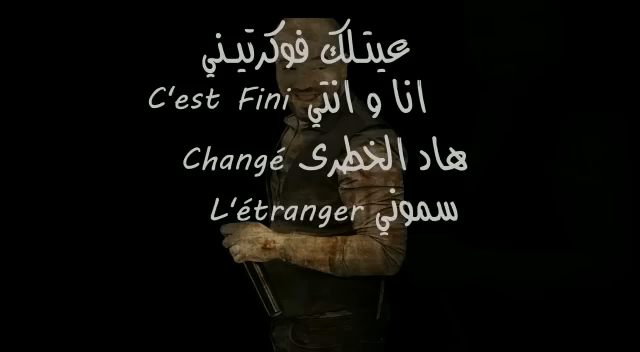 عيتلك فوكرتيني
انا و انتي C'est Fini
هاد الخطرى Changé
سموني L'étranger